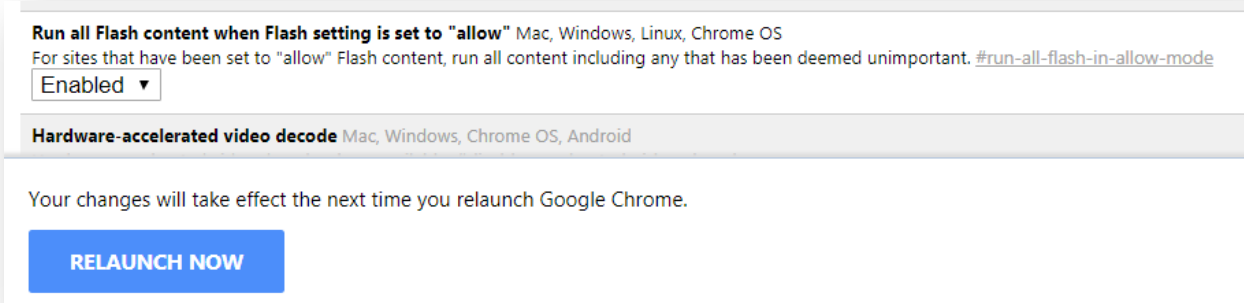 Run all Flash content when Flash setting is set to "allow" Mac, Windows, Linux, Chrome OS
For sites that have been set to "allow" Flash content, run all content including any that has been deemed unimportant. #run-all-flash-in-allow-mode
Enabled
Hardware-accelerated video decode Mac, Windows, Chrome OS, Android
Your changes will take effect the next time you relaunch Google Chrome.
RELAUNCH NOW